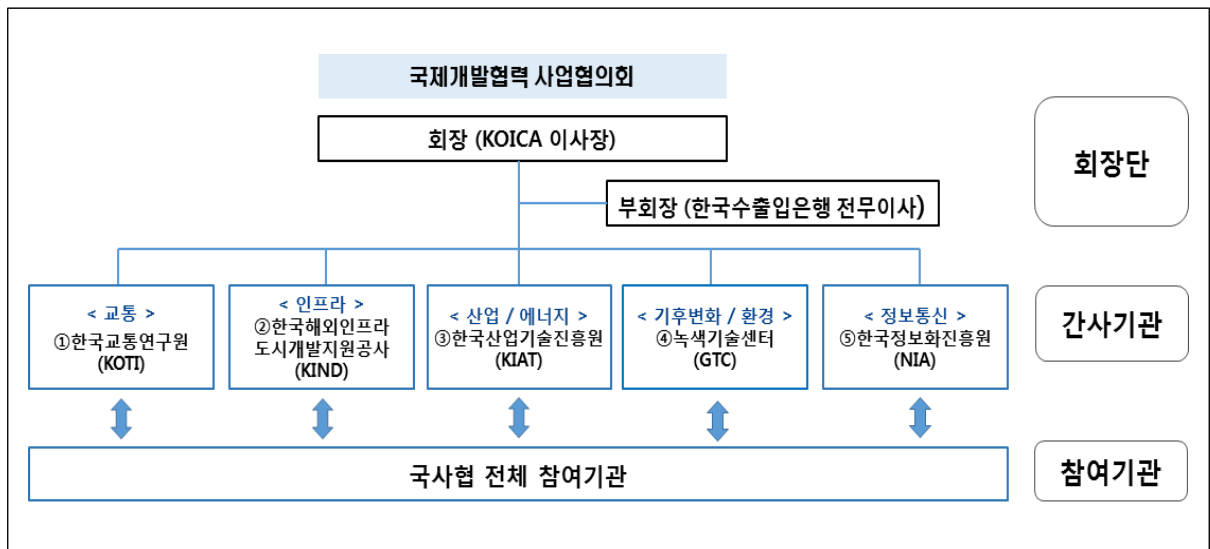 국제개발협력 사업협의회
회장 (KOICA 이사장)
회장단
부회장 (한국수출입은행 전무이사)
< 교통 >
①한국교통연구원
(KOTI)
< 인프라 >
②한국해외인프라
도시개발지원공사
(KIND)
< 산업 / 에너지 >
③한국산업기술진흥원
(KIAT)
< 기후변화 / 환경 >
④녹색기술센터
(GTC)
< 정보통신 >
⑤한국정보화진흥원
(NIA)
간사기관
국사협 전체 참여기관
참여기관